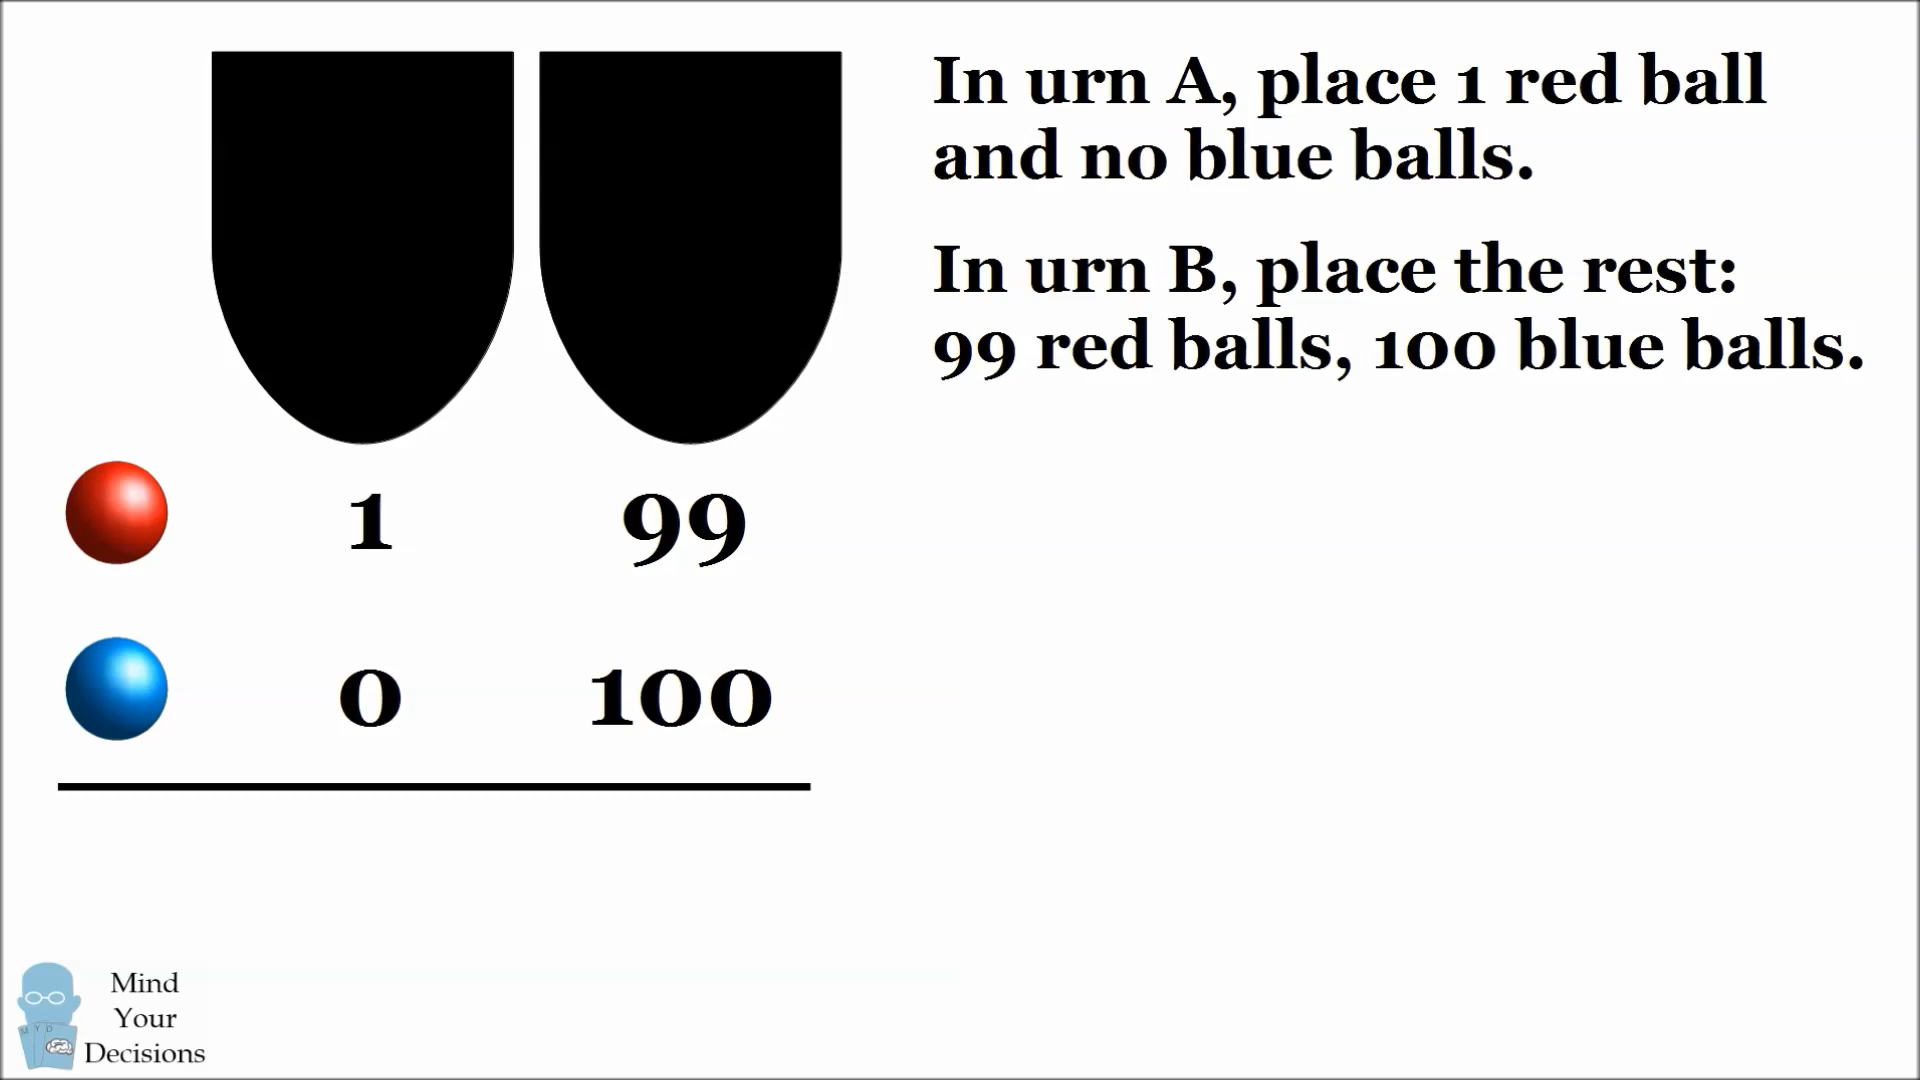 In urn A, place 1 red ball
and no blue balls.
In urn B, place the rest:
99 red balls, 100 blue balls.
1 99
0 100
M Y D
Mind
Your
Decisions